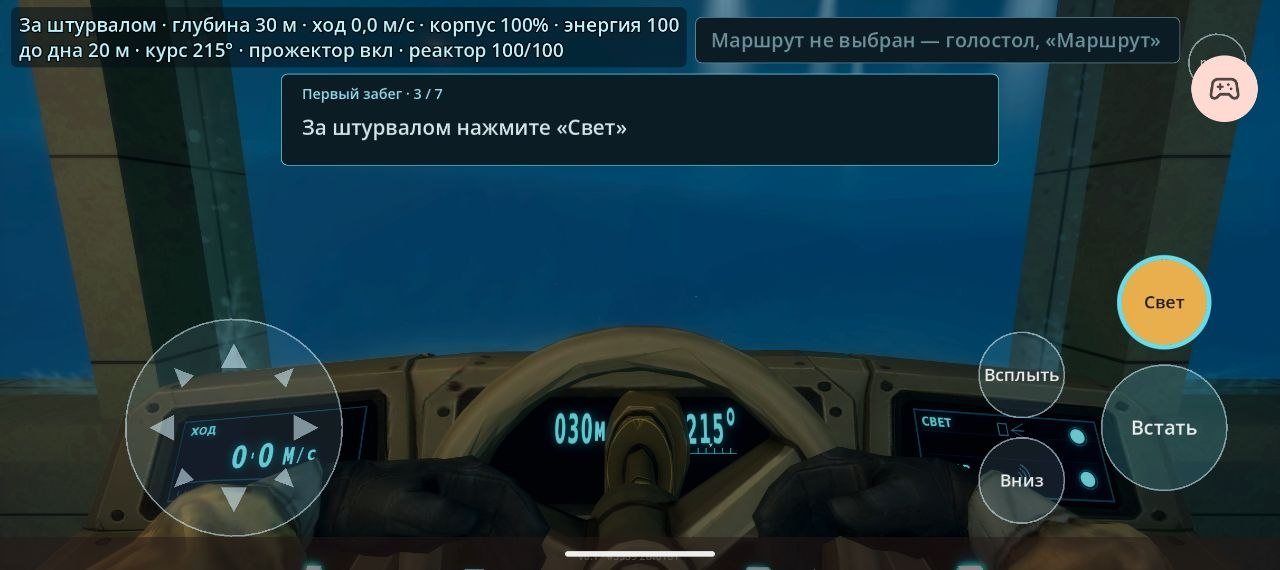 За штурвалом · глубина 30 м · ход 0,0 м/с · корпус 100% · энергия 100
до дна 20 м · курс 215° · прожектор вкл · реактор 100/100
Маршрут не выбран — голостол, «Маршрут»
Первый забег · 3 / 7
За штурвалом нажмите «Свет»
Свет
Всплыть
Встать
Вниз
ХОД
0·0 М/с
030м
215°
СВЕТ